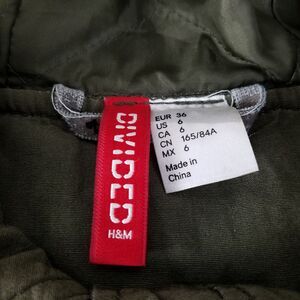 DIVIDED
H&M
EUR 36
US 6
CA 6
CN 165/84A
MX 6
Made in
China